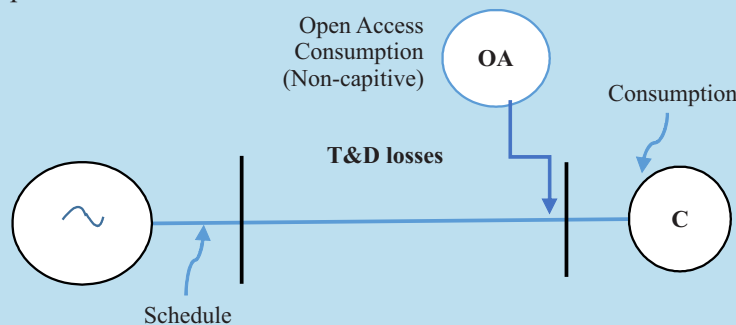 Open Access
Consumption
(Non-capitive)
OA
Consumption
T&D losses
C
Schedule